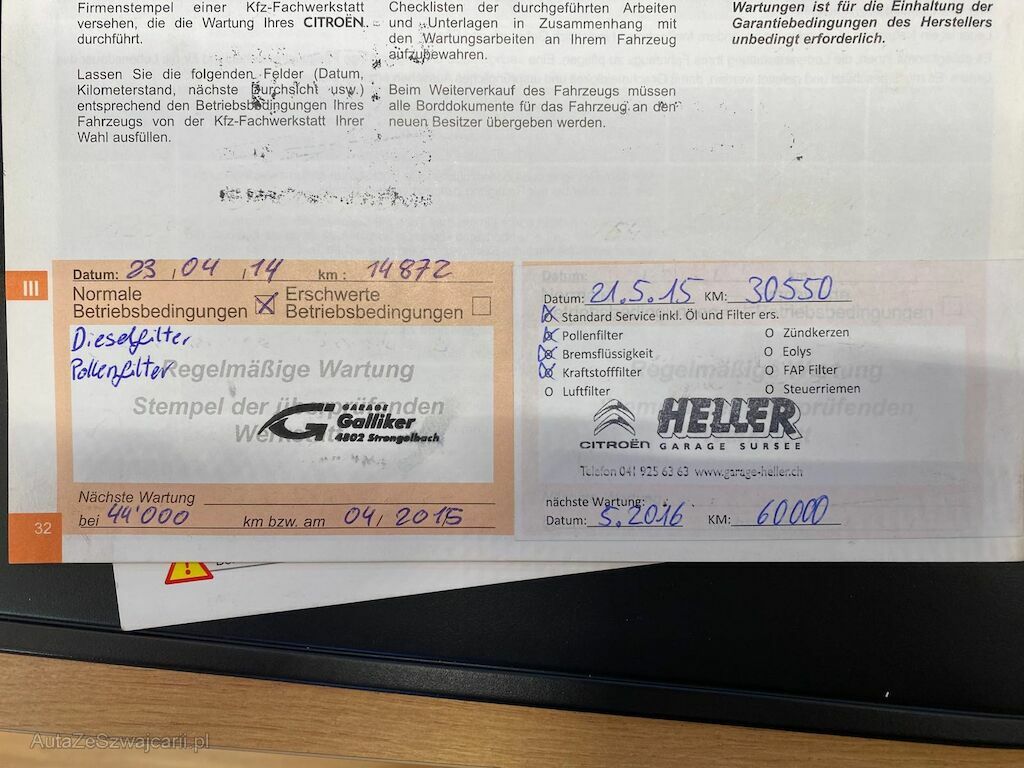 Firmenstempel einer Kfz-Fachwerkstatt
versehen, die die Wartung Ihres CITROËN
durchführt.
Lassen Sie die folgenden Felder (Datum,
Kilometerstand, nächste Durchsicht usw.)
entsprechend den Betriebsbedingungen Ihres
Fahrzeugs von der Kfz-Fachwerkstatt Ihrer
Wahl ausfüllen.
Checklisten der durchgeführten Arbeiten
und Unterlagen in Zusammenhang mit
den Wartungsarbeiten an Ihrem Fahrzeug
aufzubewahren.
Beim Weiterverkauf des Fahrzeugs müssen
alle Borddokumente für das Fahrzeug an den
neuen Besitzer übergeben werden.
Wartungen ist für die Einhaltung der
Garantiebedingungen des Herstellers
unbedingt erforderlich.
III
Datum: 23/04/14 km: 14872
Normale Betriebsbedingungen
Erschwerte Betriebsbedingungen
Dieselfilter
Pollenfilter
Regelmäßige Wartung
Stempel der überprüfenden
GARAGE
Galliker
4802 Strengelbach
Nächste Wartung
bei 44'000 km bzw. am 04/2015
32
Datum: 21.5.15 KM: 30550
Standard Service inkl. Öl und Filter ers.
Pollenfilter O Zündkerzen
Bremsflüssigkeit O Eolys
Kraftstofffilter O FAP Filter
O Luftfilter O Steuerriemen
CITROËN HELLER
GARAGE SURSEE
Telefon 041 925 63 63 www.garage-heller.ch
nächste Wartung:
Datum: 5.2016 KM: 60000
AutaZeSzwajcarii.pl